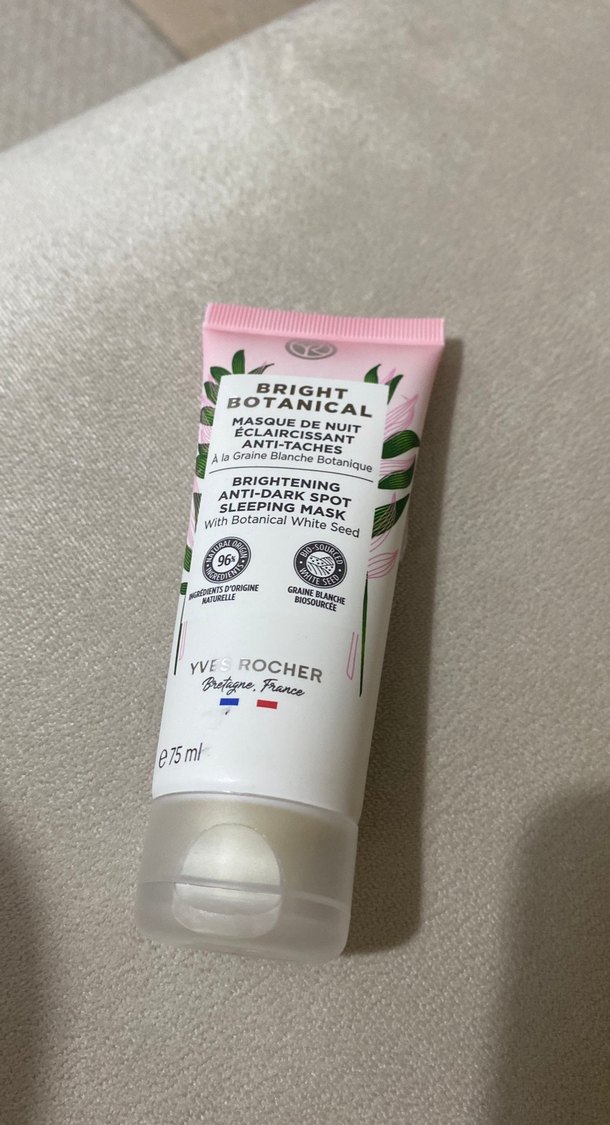 YR
BRIGHT
BOTANICAL
MASQUE DE NUIT
ÉCLAIRCISSANT
ANTI-TACHES
À la Graine Blanche Botanique
BRIGHTENING
ANTI-DARK SPOT
SLEEPING MASK
With Botanical White Seed
NATURAL ORIGIN
96%
INGREDIENTS
INGRÉDIENTS D'ORIGINE
NATURELLE
BIO-SOURCED
WHITE SEED
GRAINE BLANCHE
BIOSOURCÉE
YVES ROCHER
Bretagne, France
e 75 ml